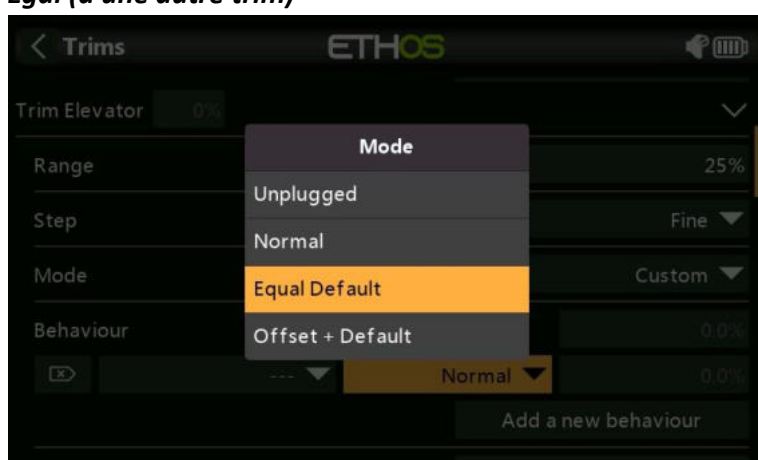 Egal (à une autre trim)
Trims ETHOS
Trim Elevator 0%
Mode
Range 25%
Unplugged
Step Fine
Normal
Mode Custom
Equal Default
Behaviour 0.0%
Offset + Default
--- Normal 0.0%
Add a new behaviour